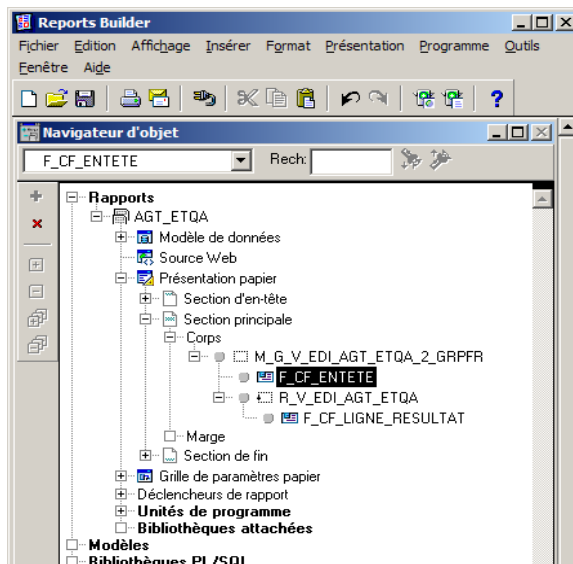 Reports Builder
Fichier Edition Affichage Insérer Format Présentation Programme Outils
Fenêtre Aide
Navigateur d'objet
F_CF_ENTETE Rech:
Rapports
AGT_ETQA
Modèle de données
Source Web
Présentation papier
Section d'en-tête
Section principale
Corps
M_G_V_EDI_AGT_ETQA_2_GRPFR
F_CF_ENTETE
R_V_EDI_AGT_ETQA
F_CF_LIGNE_RESULTAT
Marge
Section de fin
Grille de paramètres papier
Déclencheurs de rapport
Unités de programme
Bibliothèques attachées
Modèles
Bibliothèques PL/SQL